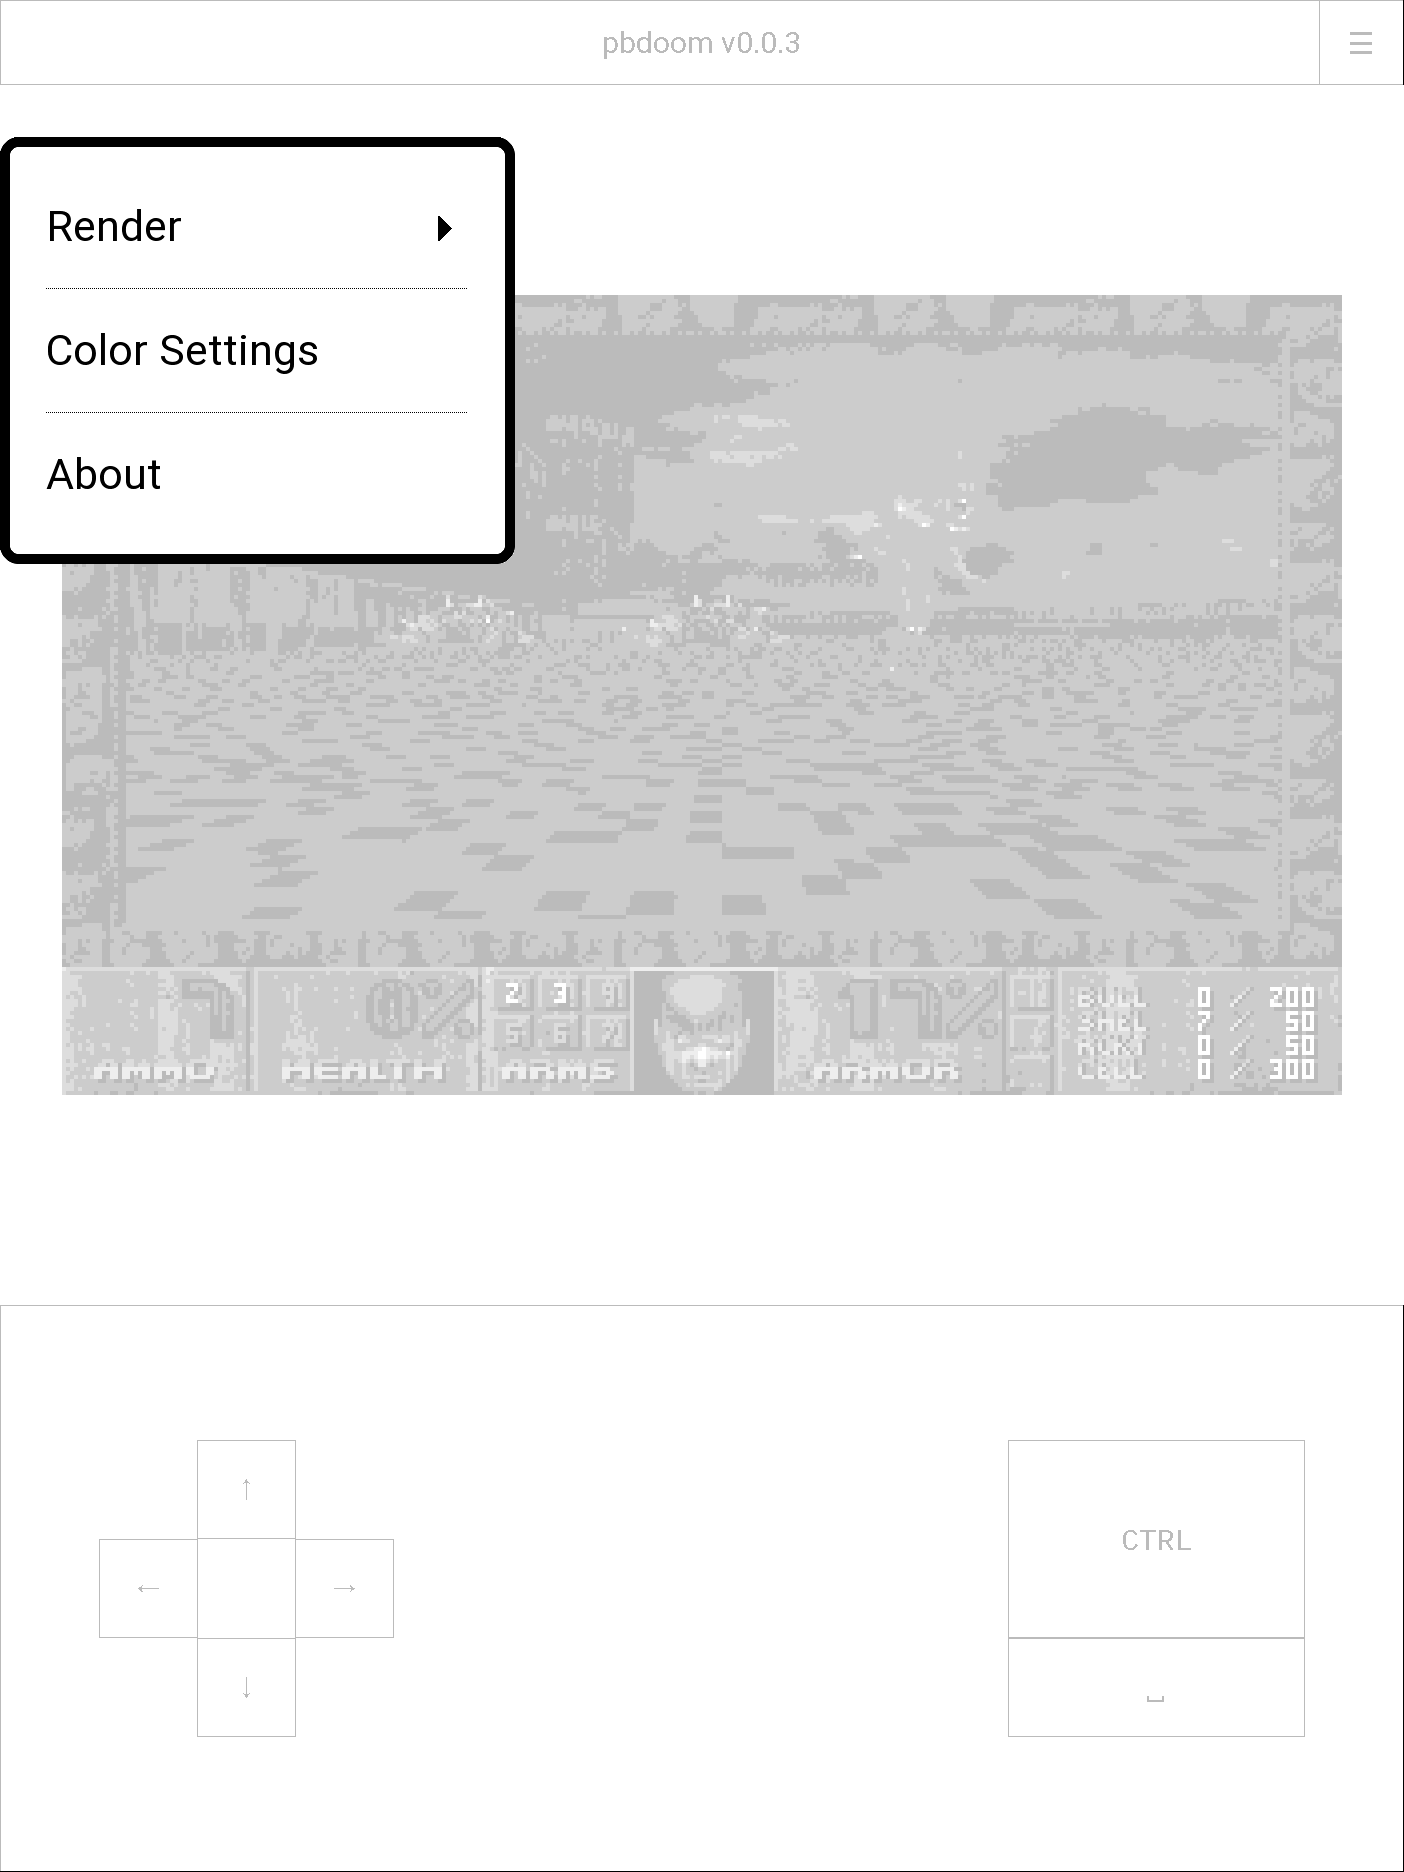 pbdoom v0.0.3
Render
Color Settings
About
7 0% 2 3 4 5 6 7 17%
AMMO HEALTH ARMS ARMOR
BULL 0 / 200
SHEL 7 / 50
RCKT 0 / 50
CELL 0 / 300
↑
← →
↓
CTRL